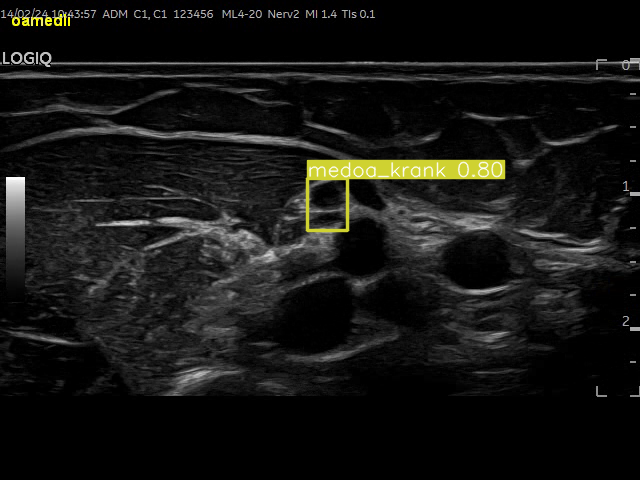 14/02/24 10:43:57 ADM C1, C1 123456 ML4-20 Nerv2 MI 1.4 TIs 0.1
oamedli
LOGIQ
0
medoa_krank 0.80
1
2